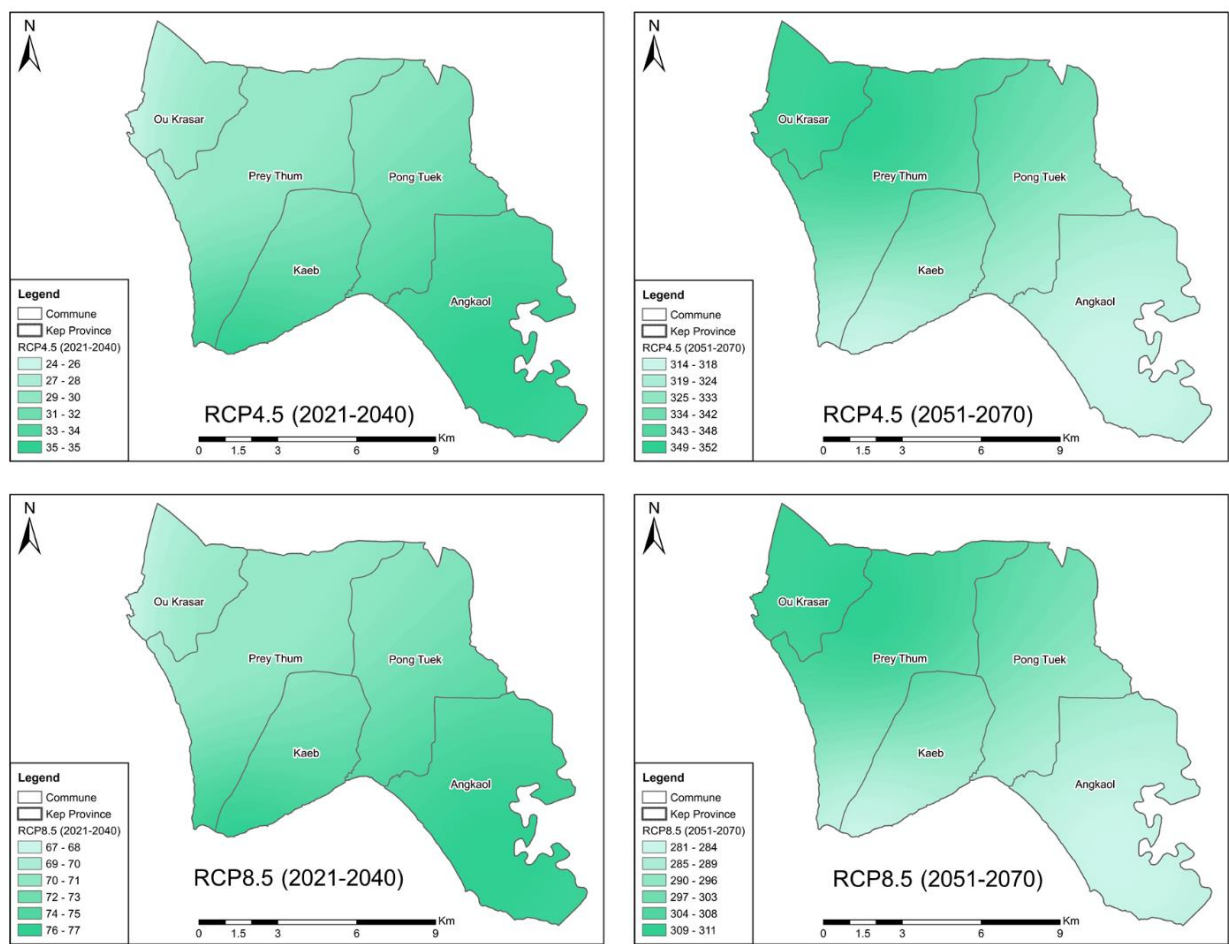 N
Ou Krasar
Prey Thum
Pong Tuek
Kaeb
Angkaol
Legend
Commune
Kep Province
RCP4.5 (2021-2040)
24 - 26
27 - 28
29 - 30
31 - 32
33 - 34
35 - 35
RCP4.5 (2021-2040)
Km
0 1.5 3 6 9
N
Ou Krasar
Prey Thum
Pong Tuek
Kaeb
Angkaol
Legend
Commune
Kep Province
RCP4.5 (2051-2070)
314 - 318
319 - 324
325 - 333
334 - 342
343 - 348
349 - 352
RCP4.5 (2051-2070)
Km
0 1.5 3 6 9
N
Ou Krasar
Prey Thum
Pong Tuek
Kaeb
Angkaol
Legend
Commune
Kep Province
RCP8.5 (2021-2040)
67 - 68
69 - 70
70 - 71
72 - 73
74 - 75
76 - 77
RCP8.5 (2021-2040)
Km
0 1.5 3 6 9
N
Ou Krasar
Prey Thum
Pong Tuek
Kaeb
Angkaol
Legend
Commune
Kep Province
RCP8.5 (2051-2070)
281 - 284
285 - 289
290 - 296
297 - 303
304 - 308
309 - 311
RCP8.5 (2051-2070)
Km
0 1.5 3 6 9